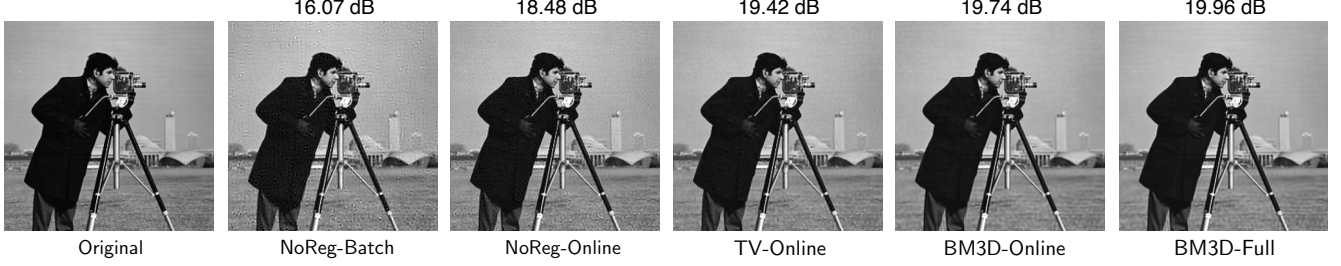 16.07 dB 18.48 dB 19.42 dB 19.74 dB 19.96 dB
Original NoReg-Batch NoReg-Online TV-Online BM3D-Online BM3D-Full